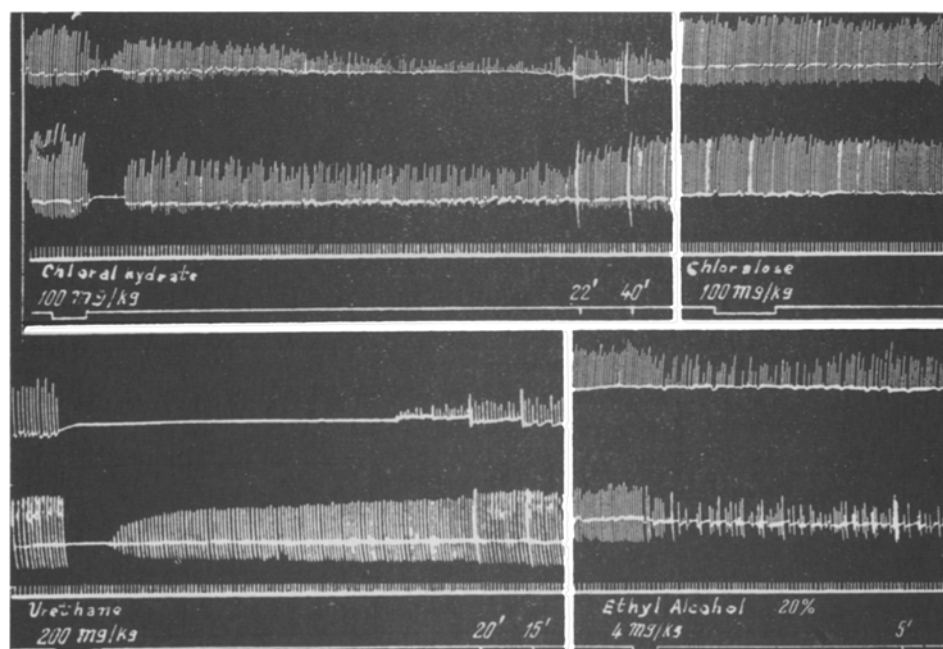 Chloral hydrate
100 mg/kg 22' 40'
Chloralose
100 mg/kg
Urethane
200 mg/kg 20' 15'
Ethyl Alcohol 20%
4 mg/kg 5'